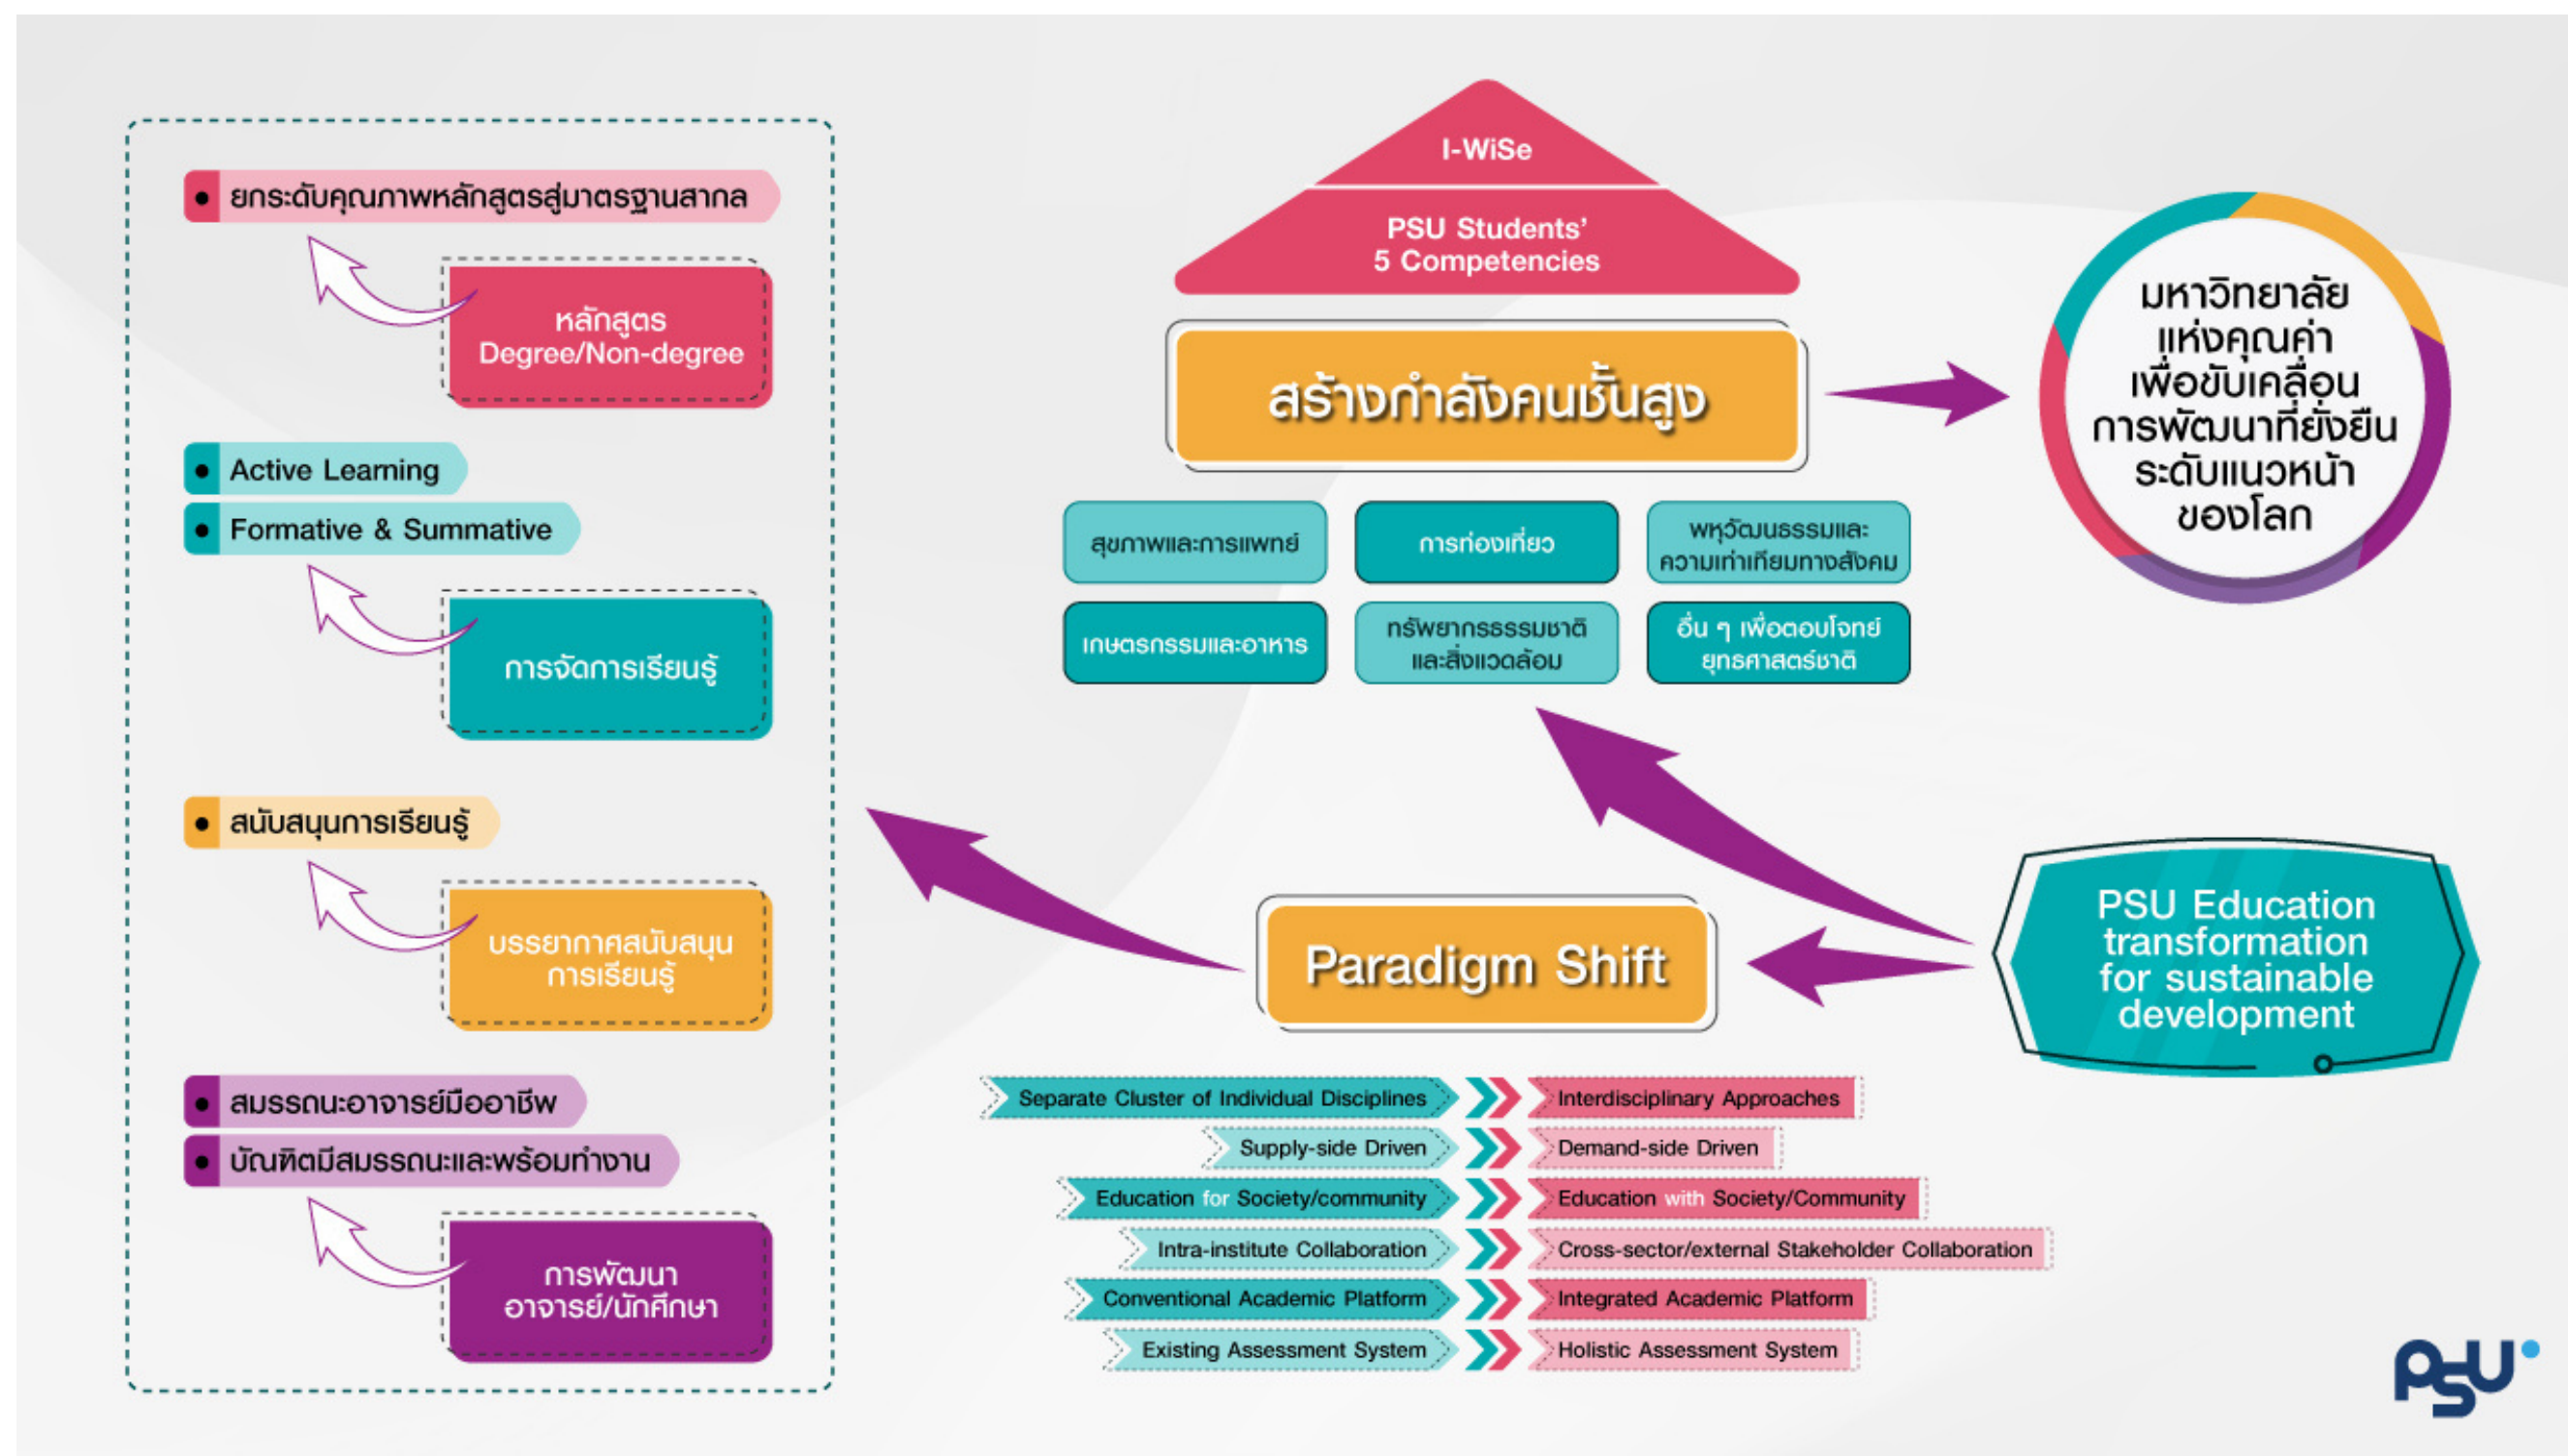 ยกระดับคุณภาพหลักสูตรสู่มาตรฐานสากล
หลักสูตร
Degree/Non-degree
Active Learning
Formative & Summative
การจัดการเรียนรู้
สนับสนุนการเรียนรู้
บรรยากาศสนับสนุน
การเรียนรู้
สมรรถนะอาจารย์มืออาชีพ
บัณฑิตมีสมรรถนะและพร้อมทำงาน
การพัฒนา
อาจารย์/นักศึกษา
I-WiSe
PSU Students'
5 Competencies
สร้างกำลังคนชั้นสูง
สุขภาพและการแพทย์
การท่องเที่ยว
พหุวัฒนธรรมและ
ความเท่าเทียมทางสังคม
เกษตรกรรมและอาหาร
ทรัพยากรธรรมชาติ
และสิ่งแวดล้อม
อื่น ๆ เพื่อตอบโจทย์
ยุทธศาสตร์ชาติ
มหาวิทยาลัย
แห่งคุณค่า
เพื่อขับเคลื่อน
การพัฒนาที่ยั่งยืน
ระดับแนวหน้า
ของโลก
Paradigm Shift
PSU Education
transformation
for sustainable
development
Separate Cluster of Individual Disciplines
Interdisciplinary Approaches
Supply-side Driven
Demand-side Driven
Education for Society/community
Education with Society/Community
Intra-institute Collaboration
Cross-sector/external Stakeholder Collaboration
Conventional Academic Platform
Integrated Academic Platform
Existing Assessment System
Holistic Assessment System
PSU